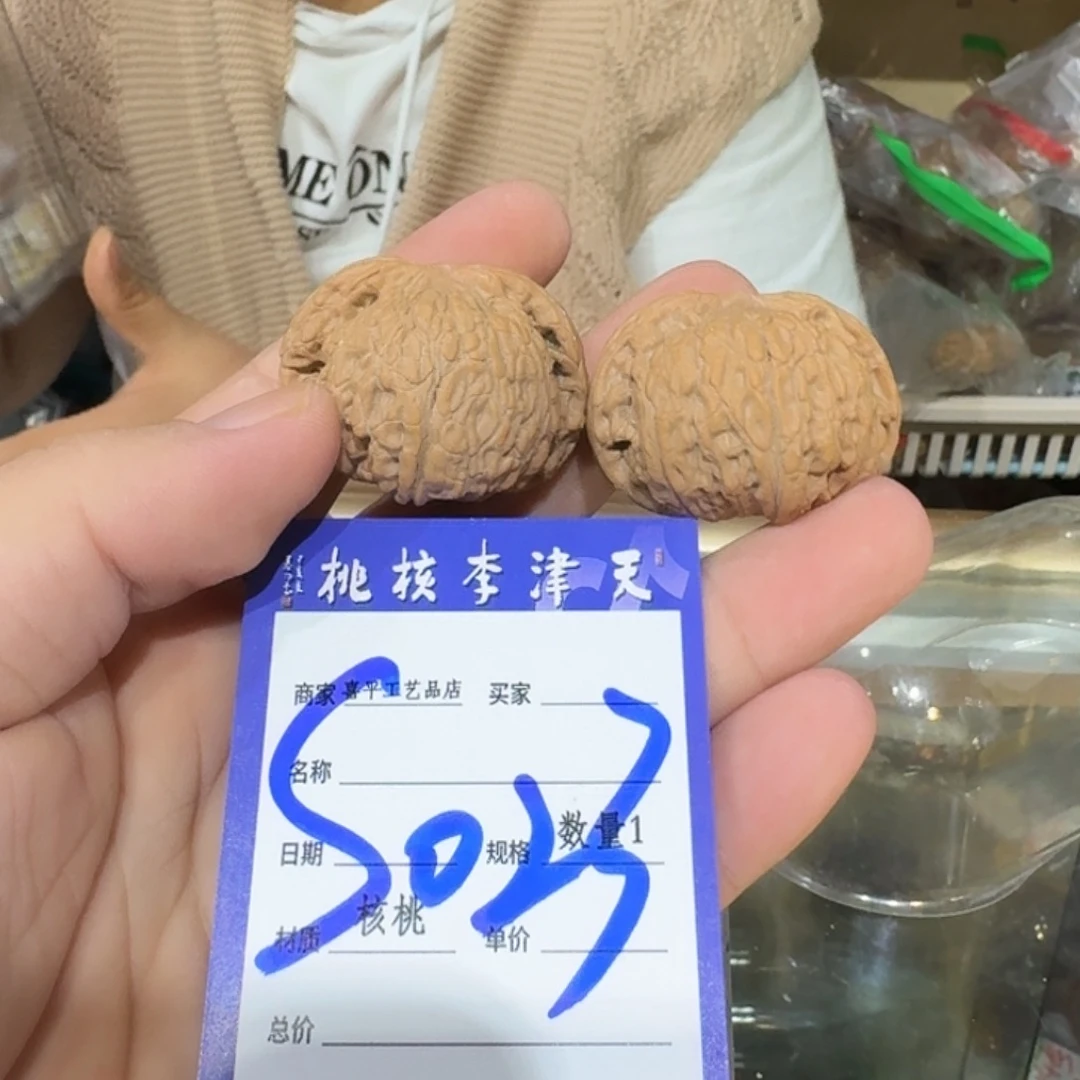 天津李核桃
商家 喜平工艺品店 买家
名称
日期 规格 数量1
材质 核桃 单价
总价
5023